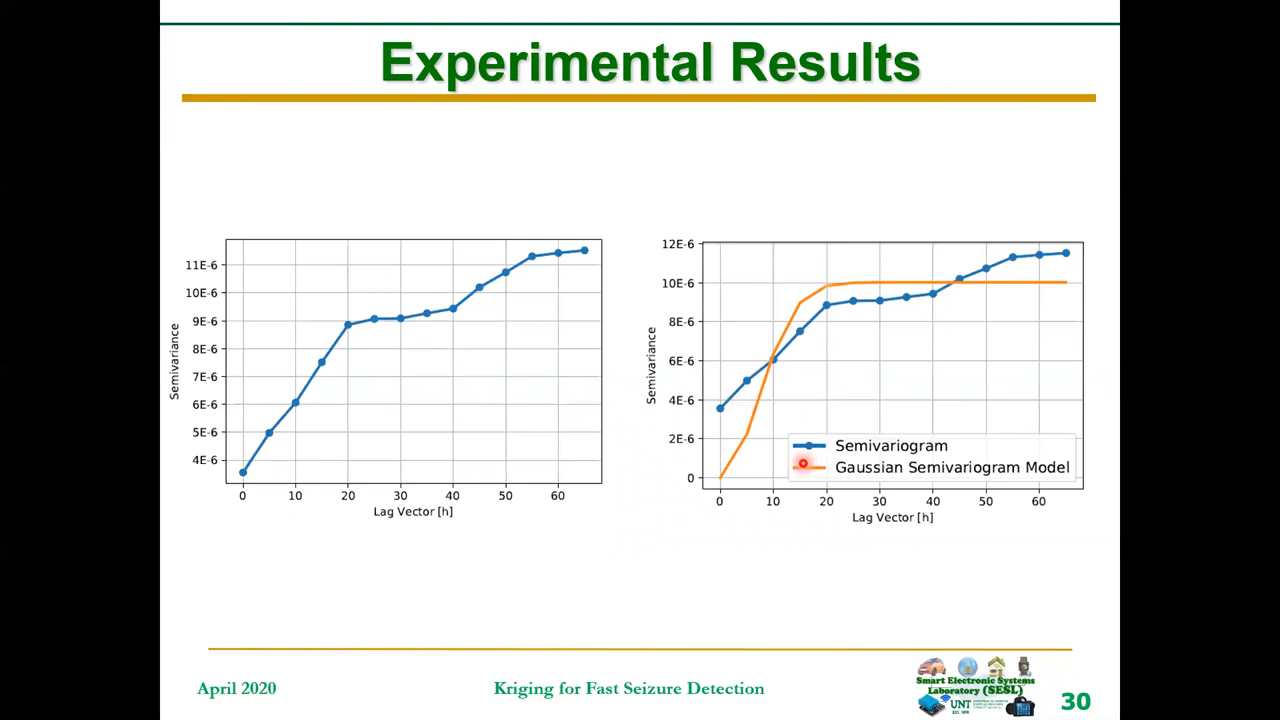 Experimental Results
11E-6
10E-6
9E-6
8E-6
7E-6
6E-6
5E-6
4E-6
Semivariance
0 10 20 30 40 50 60
Lag Vector [h]
12E-6
10E-6
8E-6
6E-6
4E-6
2E-6
0
Semivariance
Semivariogram
Gaussian Semivariogram Model
0 10 20 30 40 50 60
Lag Vector [h]
April 2020
Kriging for Fast Seizure Detection
Smart Electronic Systems
Laboratory (SESL)
UNT
EST. 1890
30